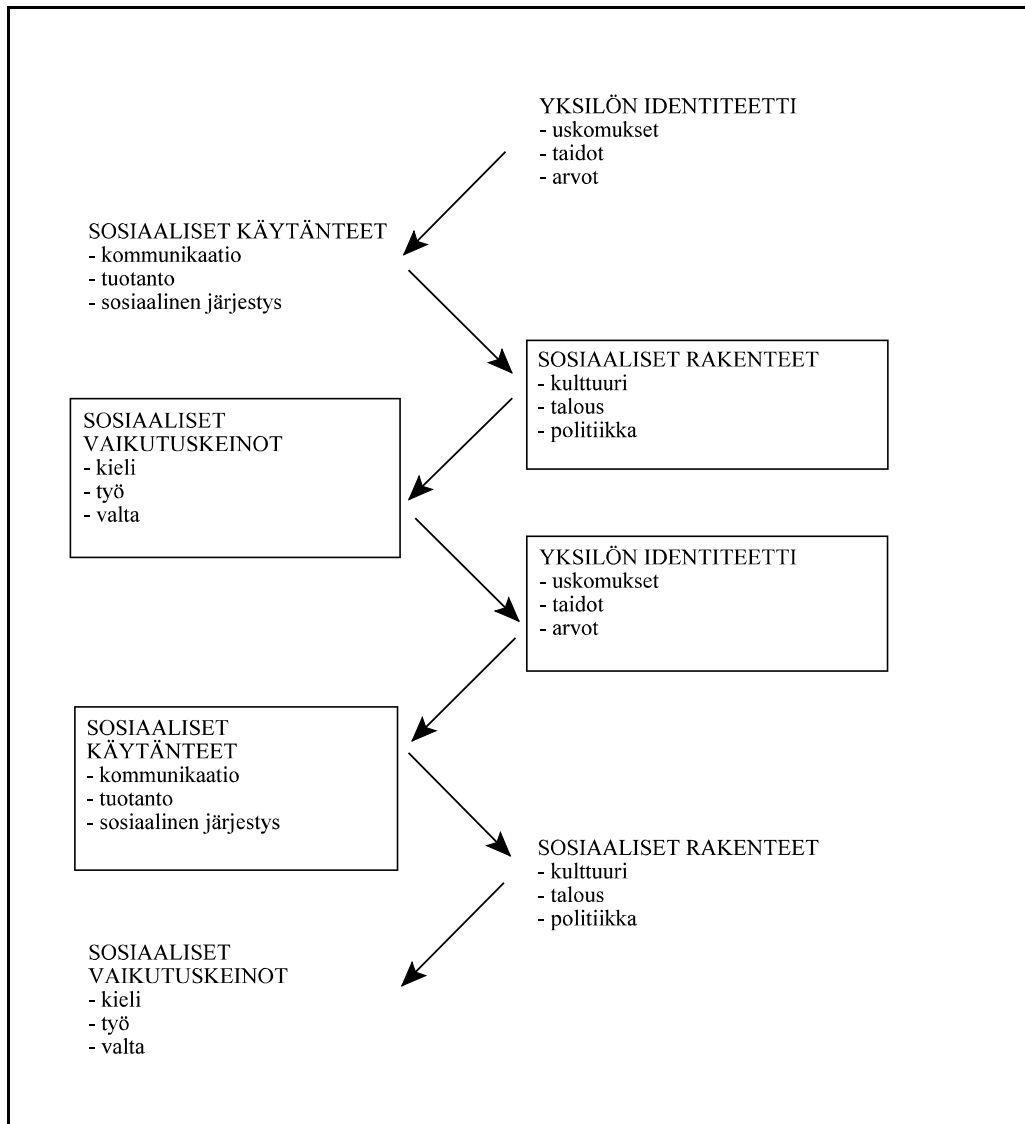 YKSILÖN IDENTITEETTI
- uskomukset
- taidot
- arvot
SOSIAALISET KÄYTÄNTEET
- kommunikaatio
- tuotanto
- sosiaalinen järjestys
SOSIAALISET RAKENTEET
- kulttuuri
- talous
- politiikka
SOSIAALISET
VAIKUTUSKEINOT
- kieli
- työ
- valta
YKSILÖN IDENTITEETTI
- uskomukset
- taidot
- arvot
SOSIAALISET
KÄYTÄNTEET
- kommunikaatio
- tuotanto
- sosiaalinen järjestys
SOSIAALISET RAKENTEET
- kulttuuri
- talous
- politiikka
SOSIAALISET
VAIKUTUSKEINOT
- kieli
- työ
- valta